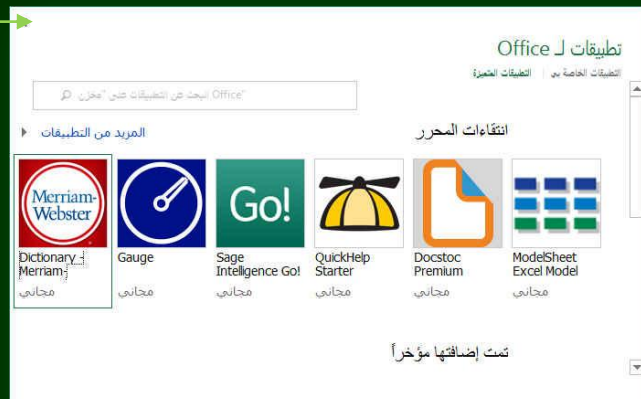 تطبيقات لـ Office
التطبيقات الخاصة بي | التطبيقات المتميزة
البحث عن التطبيقات على "مخزن Office"
انتقاءات المحرر
المزيد من التطبيقات
Merriam-
Webster
Go!
Dictionary -
Merriam-
مجاني
Gauge
مجاني
Sage
Intelligence Go!
مجاني
QuickHelp
Starter
مجاني
Docstoc
Premium
مجاني
ModelSheet
Excel Model
مجاني
تمت إضافتها مؤخراً